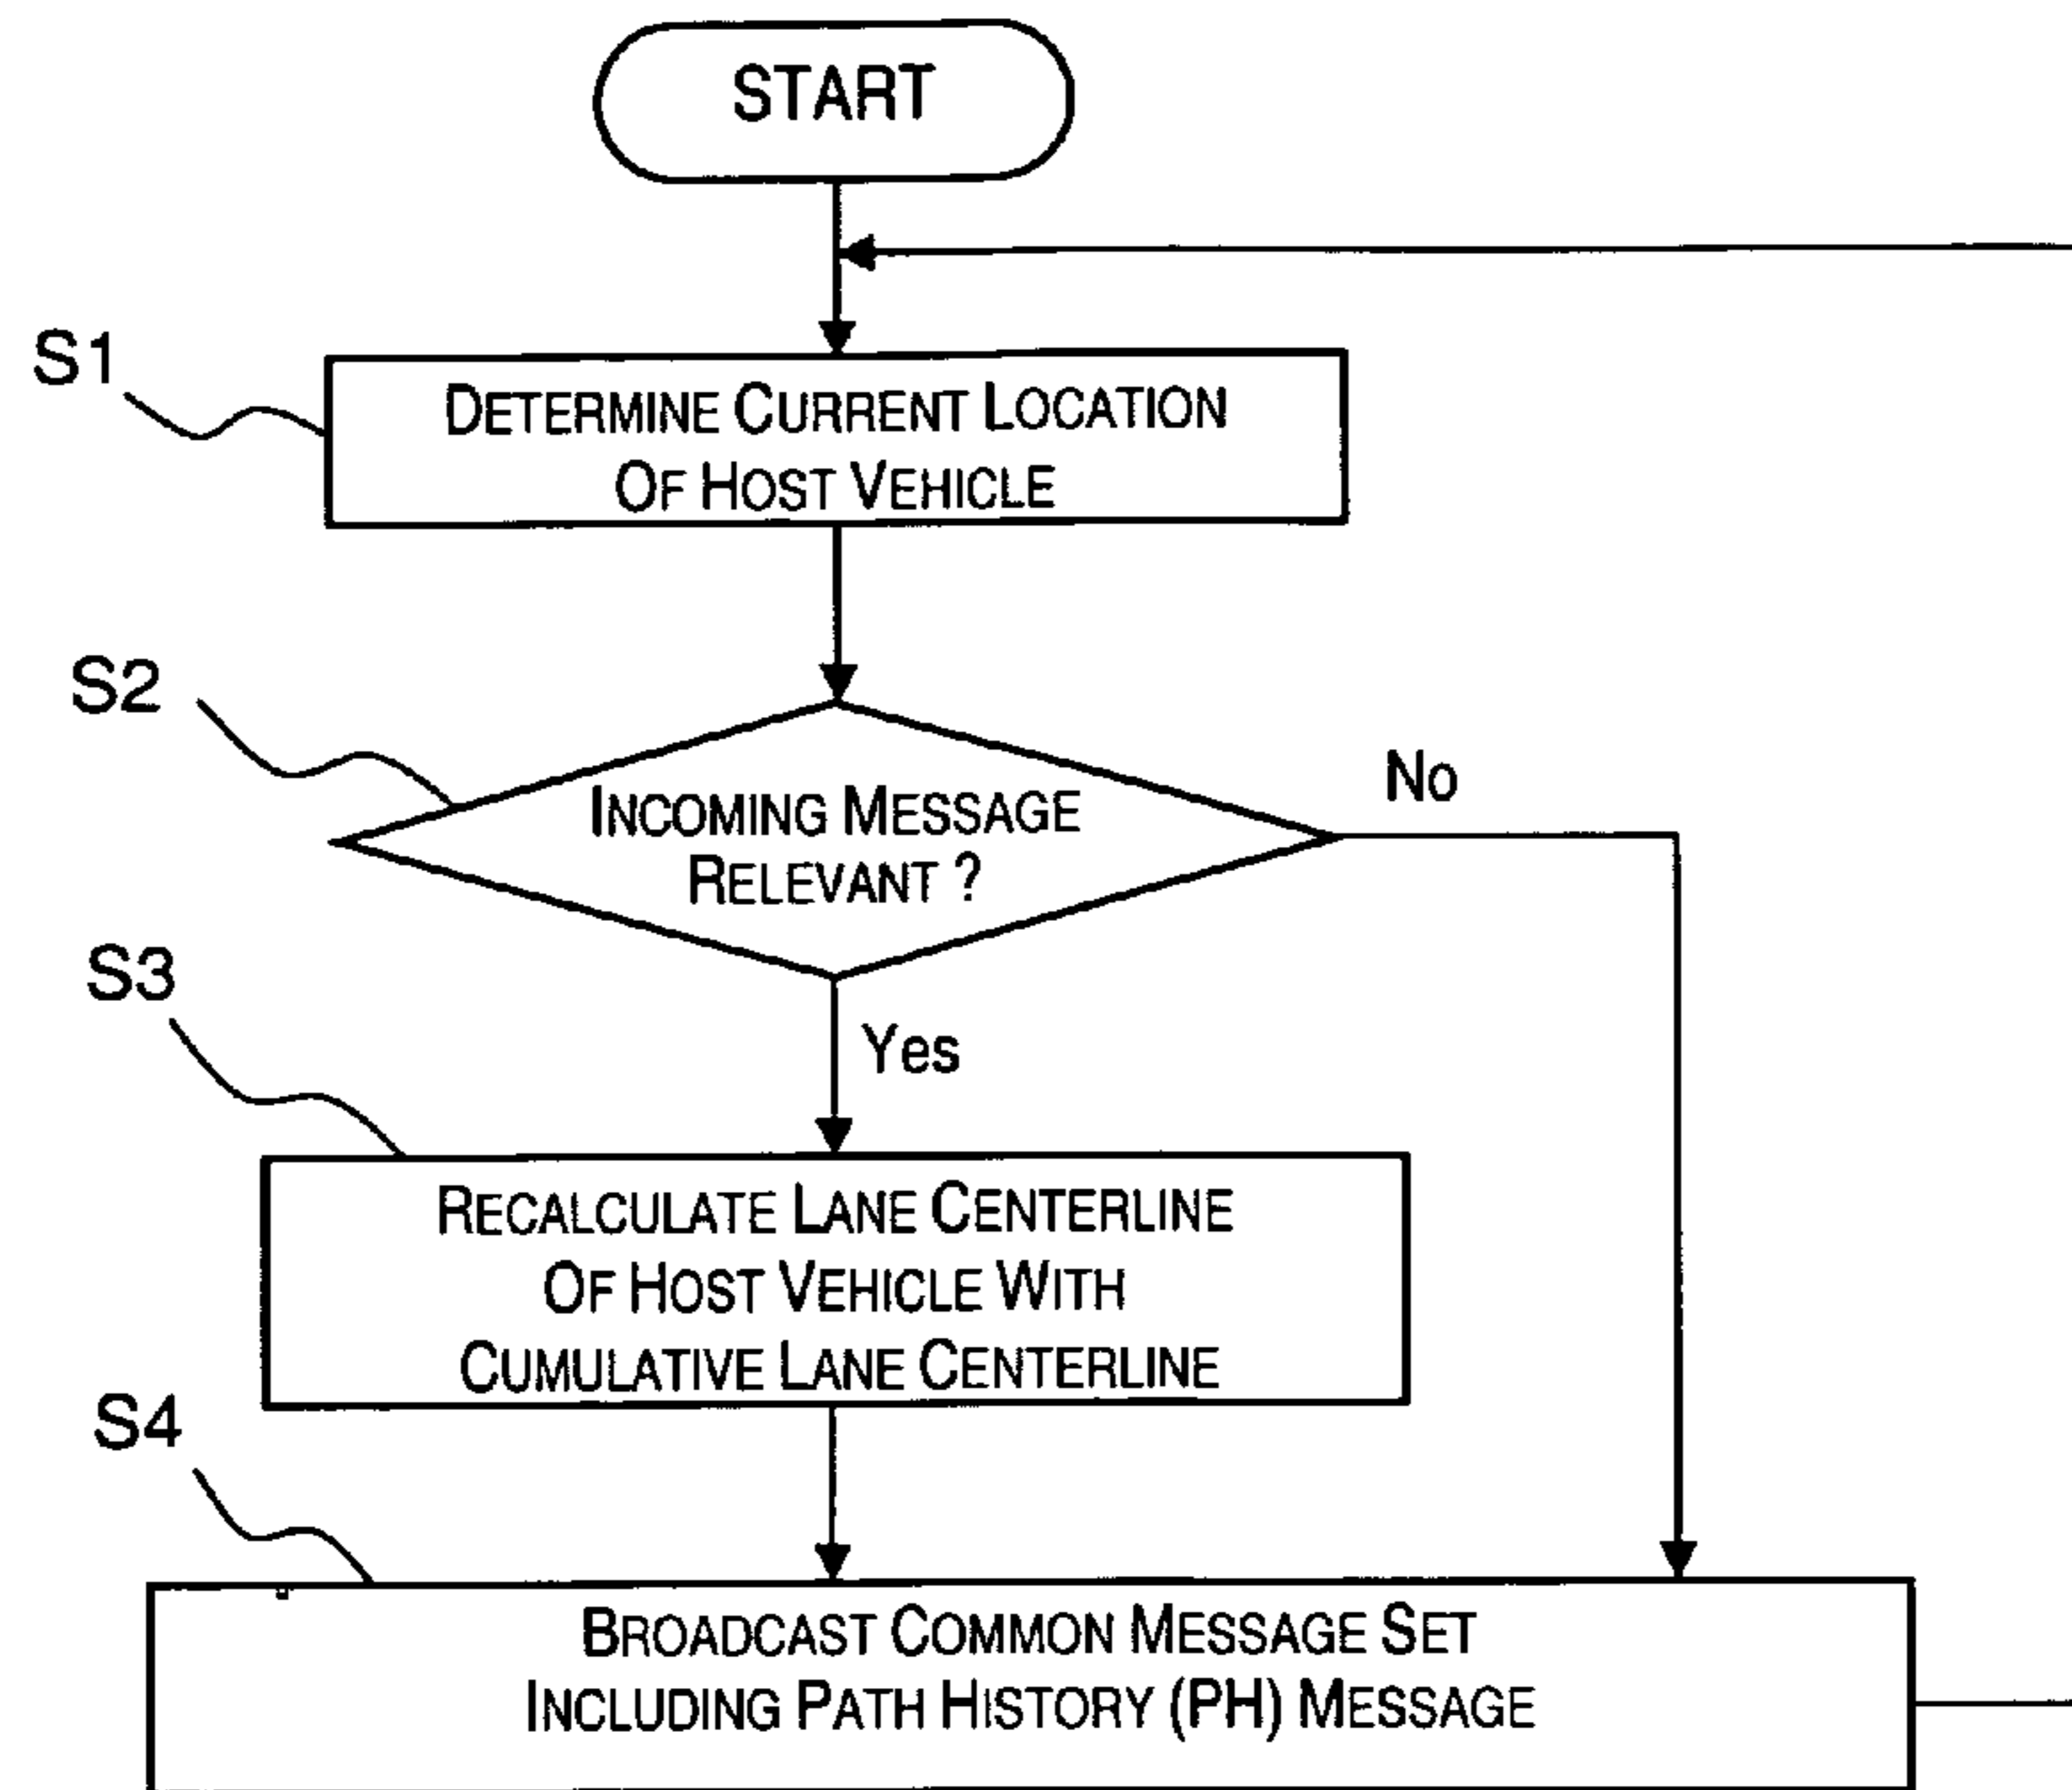 START
S1
DETERMINE CURRENT LOCATION
OF HOST VEHICLE
S2
INCOMING MESSAGE
RELEVANT ?
No
S3
Yes
RECALCULATE LANE CENTERLINE
OF HOST VEHICLE WITH
CUMULATIVE LANE CENTERLINE
S4
BROADCAST COMMON MESSAGE SET
INCLUDING PATH HISTORY (PH) MESSAGE